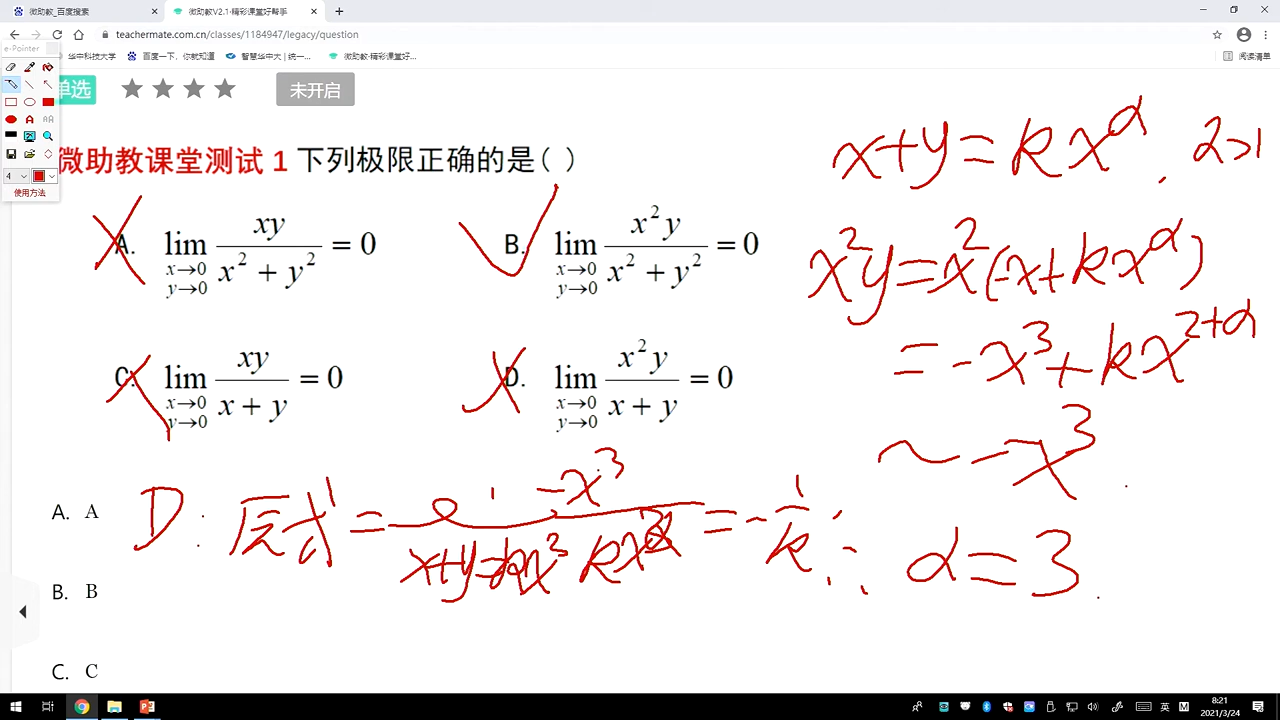 微助教_百度搜索
微助教V2.1-精彩课堂好帮手
teachermate.com.cn/classes/1184947/legacy/question
华中科技大学
百度一下,你就知道
智慧华中大 | 统一...
微助教-精彩课堂好...
阅读清单
e-Pointer
4
使用方法
单选
未开启
微助教课堂测试 1 下列极限正确的是( )
A. lim x→0 y→0 xy / (x² + y²) = 0
B. lim x→0 y→0 x²y / (x² + y²) = 0
C. lim x→0 y→0 xy / (x + y) = 0
D. lim x→0 y→0 x²y / (x + y) = 0
x+y=kx^α, α>1
x²y=x²(-x+kx^α)
= -x³+kx^(2+α)
~ -x³
D. 原式 = -x³ = -1/k ∴ α=3
A. A
B. B
C. C
英
M
8:21
2021/3/24